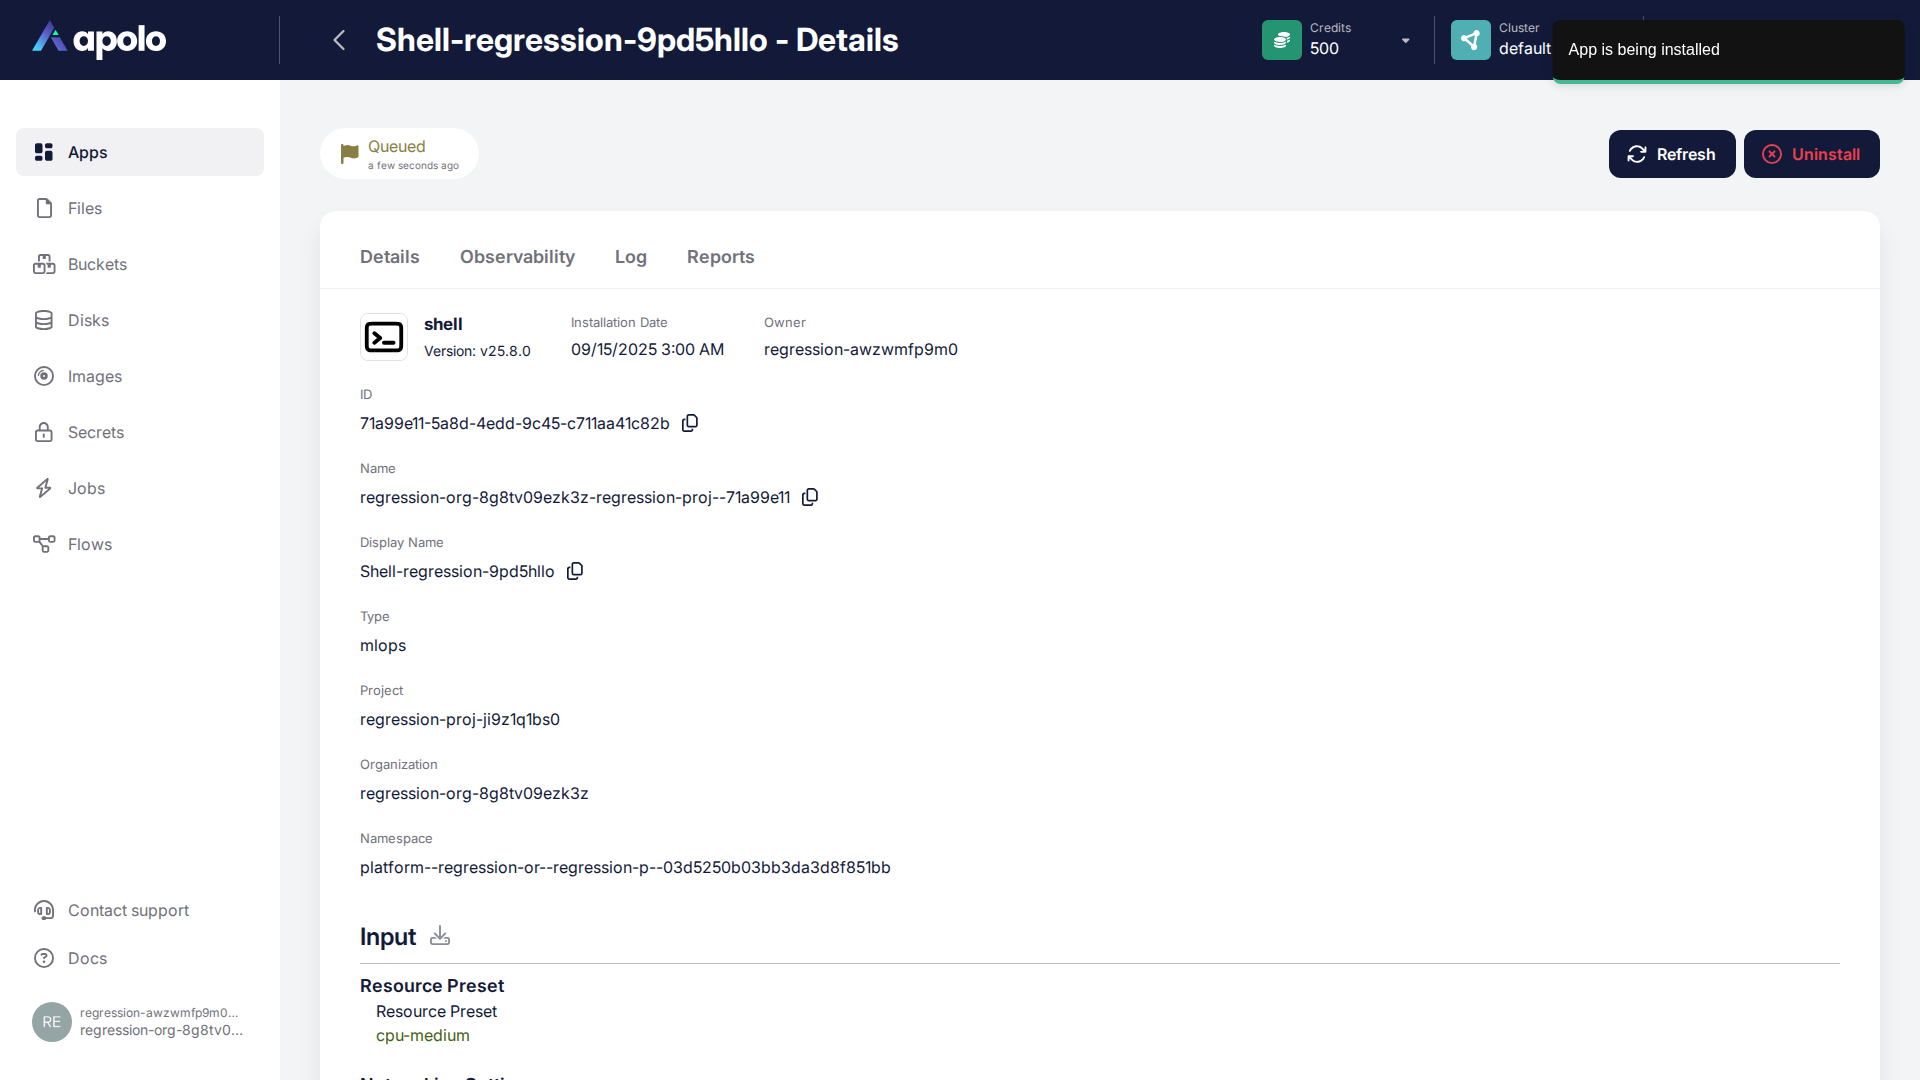 apolo
Shell-regression-9pd5hllo - Details
Credits
500
Cluster
default
App is being installed
Apps
Files
Buckets
Disks
Images
Secrets
Jobs
Flows
Contact support
Docs
RE
regression-awzwmfp9m0...
regression-org-8g8tv0...
Queued
a few seconds ago
Refresh
Uninstall
Details
Observability
Log
Reports
shell
Version: v25.8.0
Installation Date
09/15/2025 3:00 AM
Owner
regression-awzwmfp9m0
ID
71a99e11-5a8d-4edd-9c45-c711aa41c82b
Name
regression-org-8g8tv09ezk3z-regression-proj--71a99e11
Display Name
Shell-regression-9pd5hllo
Type
mlops
Project
regression-proj-ji9z1q1bs0
Organization
regression-org-8g8tv09ezk3z
Namespace
platform--regression-or--regression-p--03d5250b03bb3da3d8f851bb
Input
Resource Preset
Resource Preset
cpu-medium